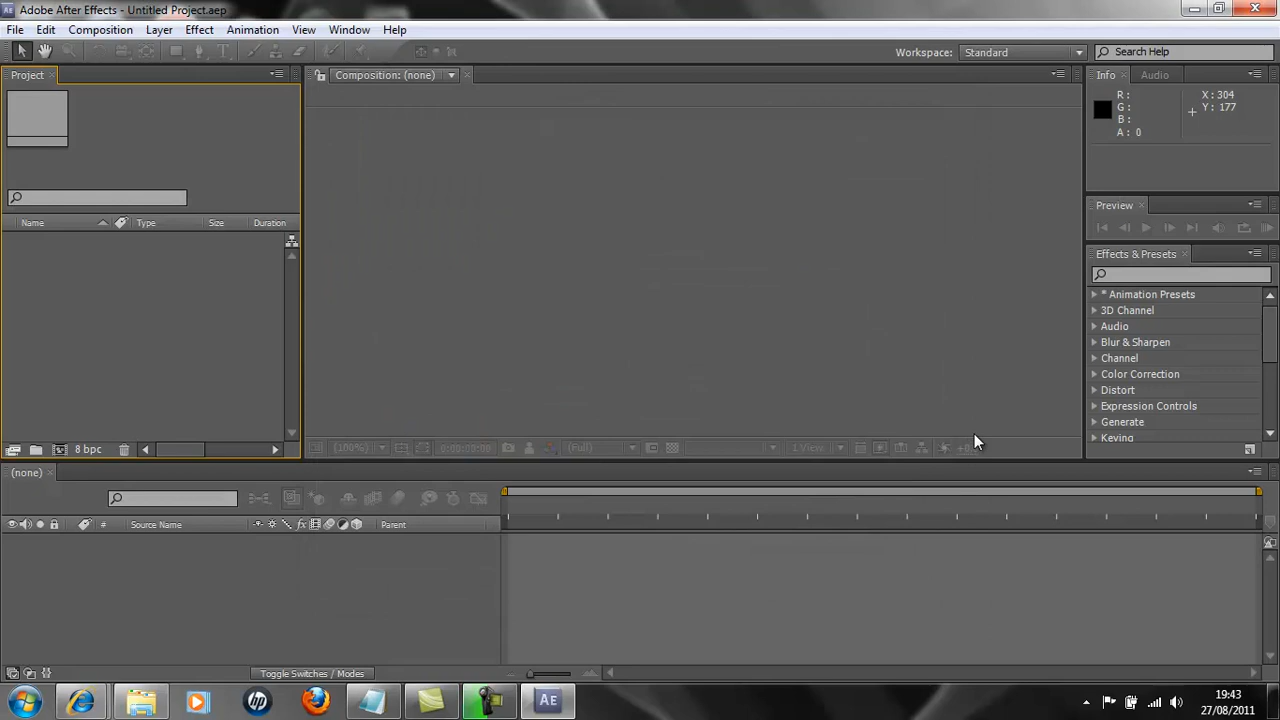 Adobe After Effects - Untitled Project.aep
File Edit Composition Layer Effect Animation View Window Help
Workspace: Standard Search Help
Project Composition: (none) Info Audio
R : X : 304
G : Y : 177
B :
A : 0
Preview
Name Type Size Duration
Effects & Presets
* Animation Presets
3D Channel
Audio
Blur & Sharpen
Channel
Color Correction
Distort
Expression Controls
Generate
Keying
8 bpc (100%) 0:00:00:00 (Full) 1 View
(none)
# Source Name Parent
Toggle Switches / Modes
hp AE
19:43
27/08/2011